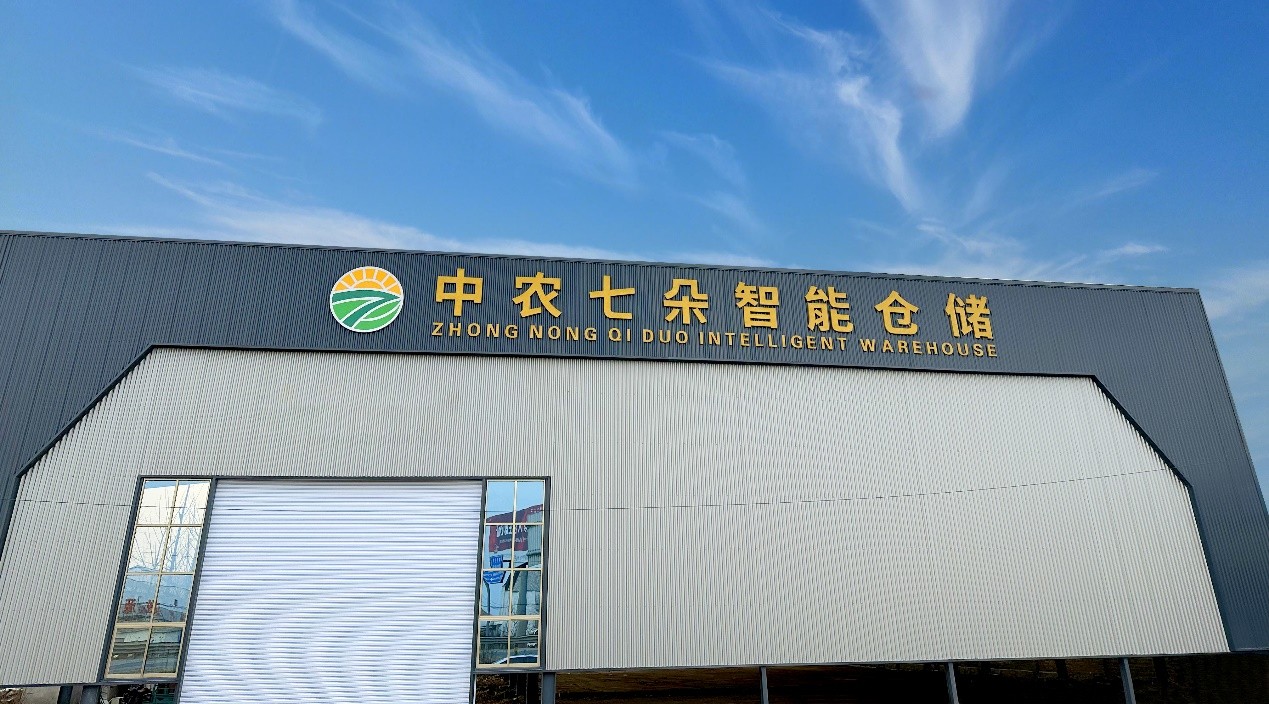 中农七朵智能仓储
ZHONG NONG QI DUO INTELLIGENT WAREHOUSE